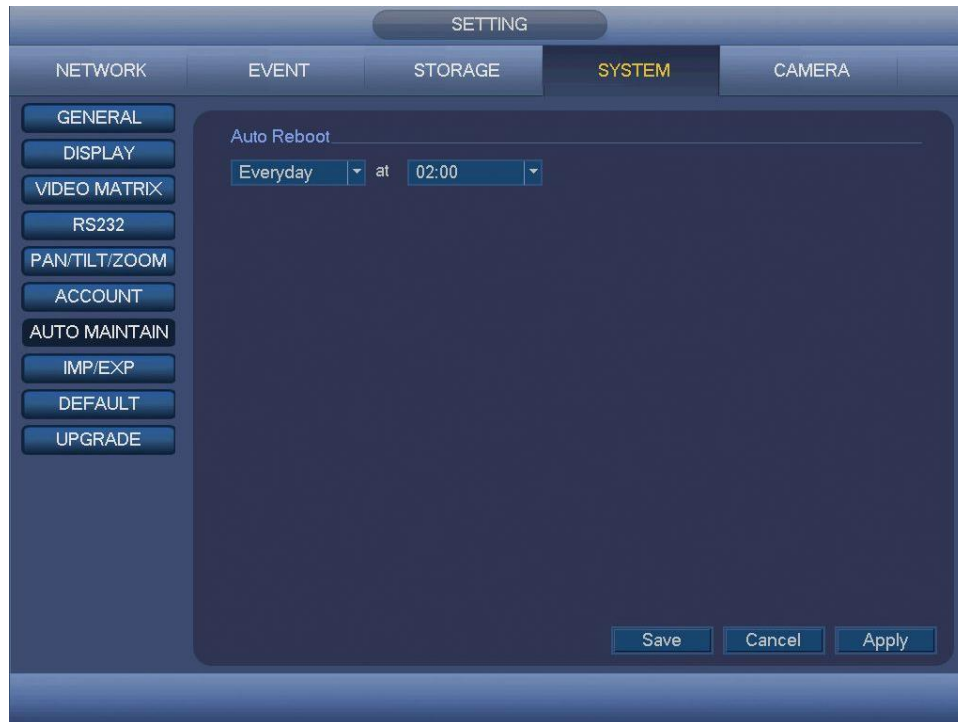 SETTING
NETWORK EVENT STORAGE SYSTEM CAMERA
GENERAL
DISPLAY
VIDEO MATRIX
RS232
PAN/TILT/ZOOM
ACCOUNT
AUTO MAINTAIN
IMP/EXP
DEFAULT
UPGRADE
Auto Reboot
Everyday at 02:00
Save Cancel Apply